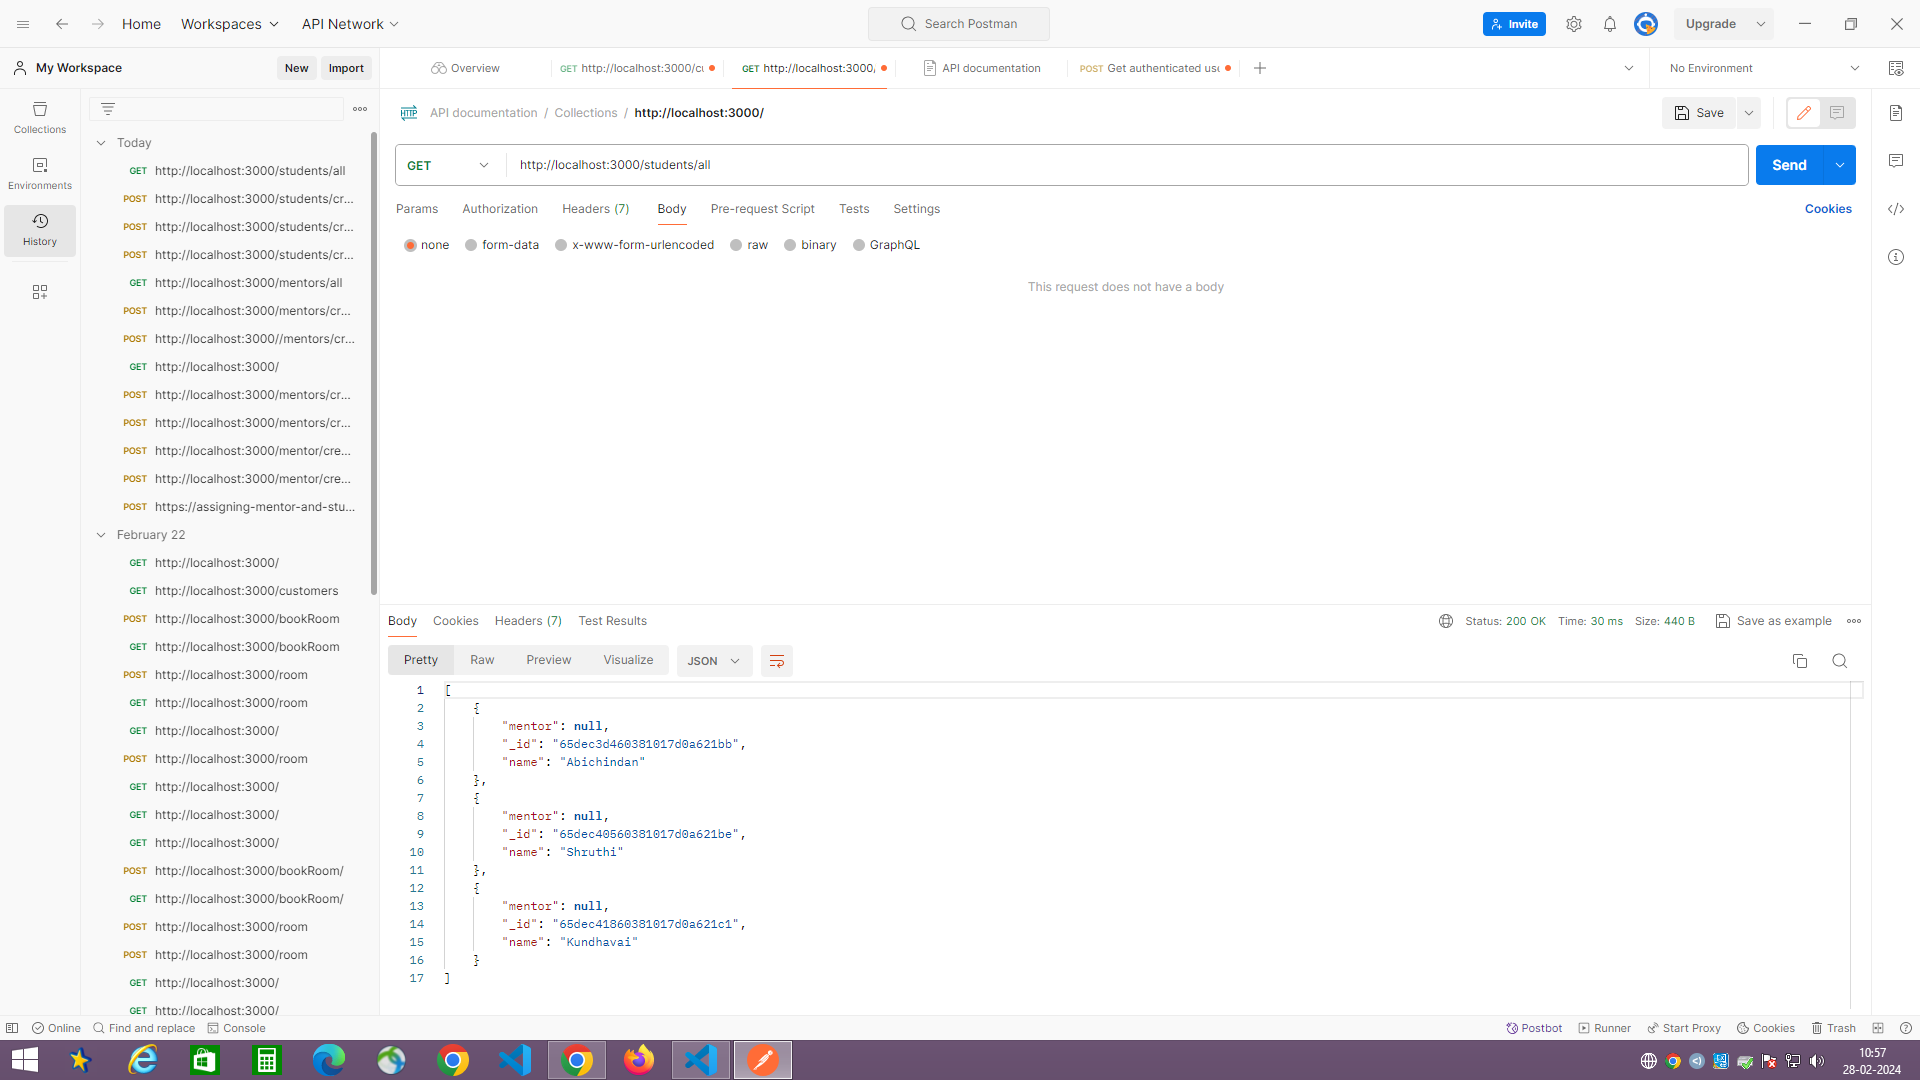 Home
Workspaces
API Network
Search Postman
Invite
Upgrade
My Workspace
New
Import
Overview
GET http://localhost:3000/cu
GET http://localhost:3000/
API documentation
POST Get authenticated use
No Environment
Collections
Environments
History
Today
GET http://localhost:3000/students/all
POST http://localhost:3000/students/cr...
POST http://localhost:3000/students/cr...
POST http://localhost:3000/students/cr...
GET http://localhost:3000/mentors/all
POST http://localhost:3000/mentors/cr...
POST http://localhost:3000//mentors/cr...
GET http://localhost:3000/
POST http://localhost:3000/mentors/cr...
POST http://localhost:3000/mentors/cr...
POST http://localhost:3000/mentor/cre...
POST http://localhost:3000/mentor/cre...
POST https://assigning-mentor-and-stu...
February 22
GET http://localhost:3000/
GET http://localhost:3000/customers
POST http://localhost:3000/bookRoom
GET http://localhost:3000/bookRoom
POST http://localhost:3000/room
GET http://localhost:3000/room
GET http://localhost:3000/
POST http://localhost:3000/room
GET http://localhost:3000/
GET http://localhost:3000/
GET http://localhost:3000/
POST http://localhost:3000/bookRoom/
GET http://localhost:3000/bookRoom/
POST http://localhost:3000/room
POST http://localhost:3000/room
GET http://localhost:3000/
GET http://localhost:3000/
HTTP API documentation / Collections / http://localhost:3000/
Save
GET http://localhost:3000/students/all
Send
Params Authorization Headers (7) Body Pre-request Script Tests Settings
Cookies
none form-data x-www-form-urlencoded raw binary GraphQL
This request does not have a body
Body Cookies Headers (7) Test Results
Status: 200 OK Time: 30 ms Size: 440 B Save as example
Pretty Raw Preview Visualize JSON
1 [
2 {
3 "mentor": null,
4 "_id": "65dec3d460381017d0a621bb",
5 "name": "Abichindan"
6 },
7 {
8 "mentor": null,
9 "_id": "65dec40560381017d0a621be",
10 "name": "Shruthi"
11 },
12 {
13 "mentor": null,
14 "_id": "65dec41860381017d0a621c1",
15 "name": "Kundhavai"
16 }
17 ]
Online Find and replace Console
Postbot Runner Start Proxy Cookies Trash
10:57
28-02-2024